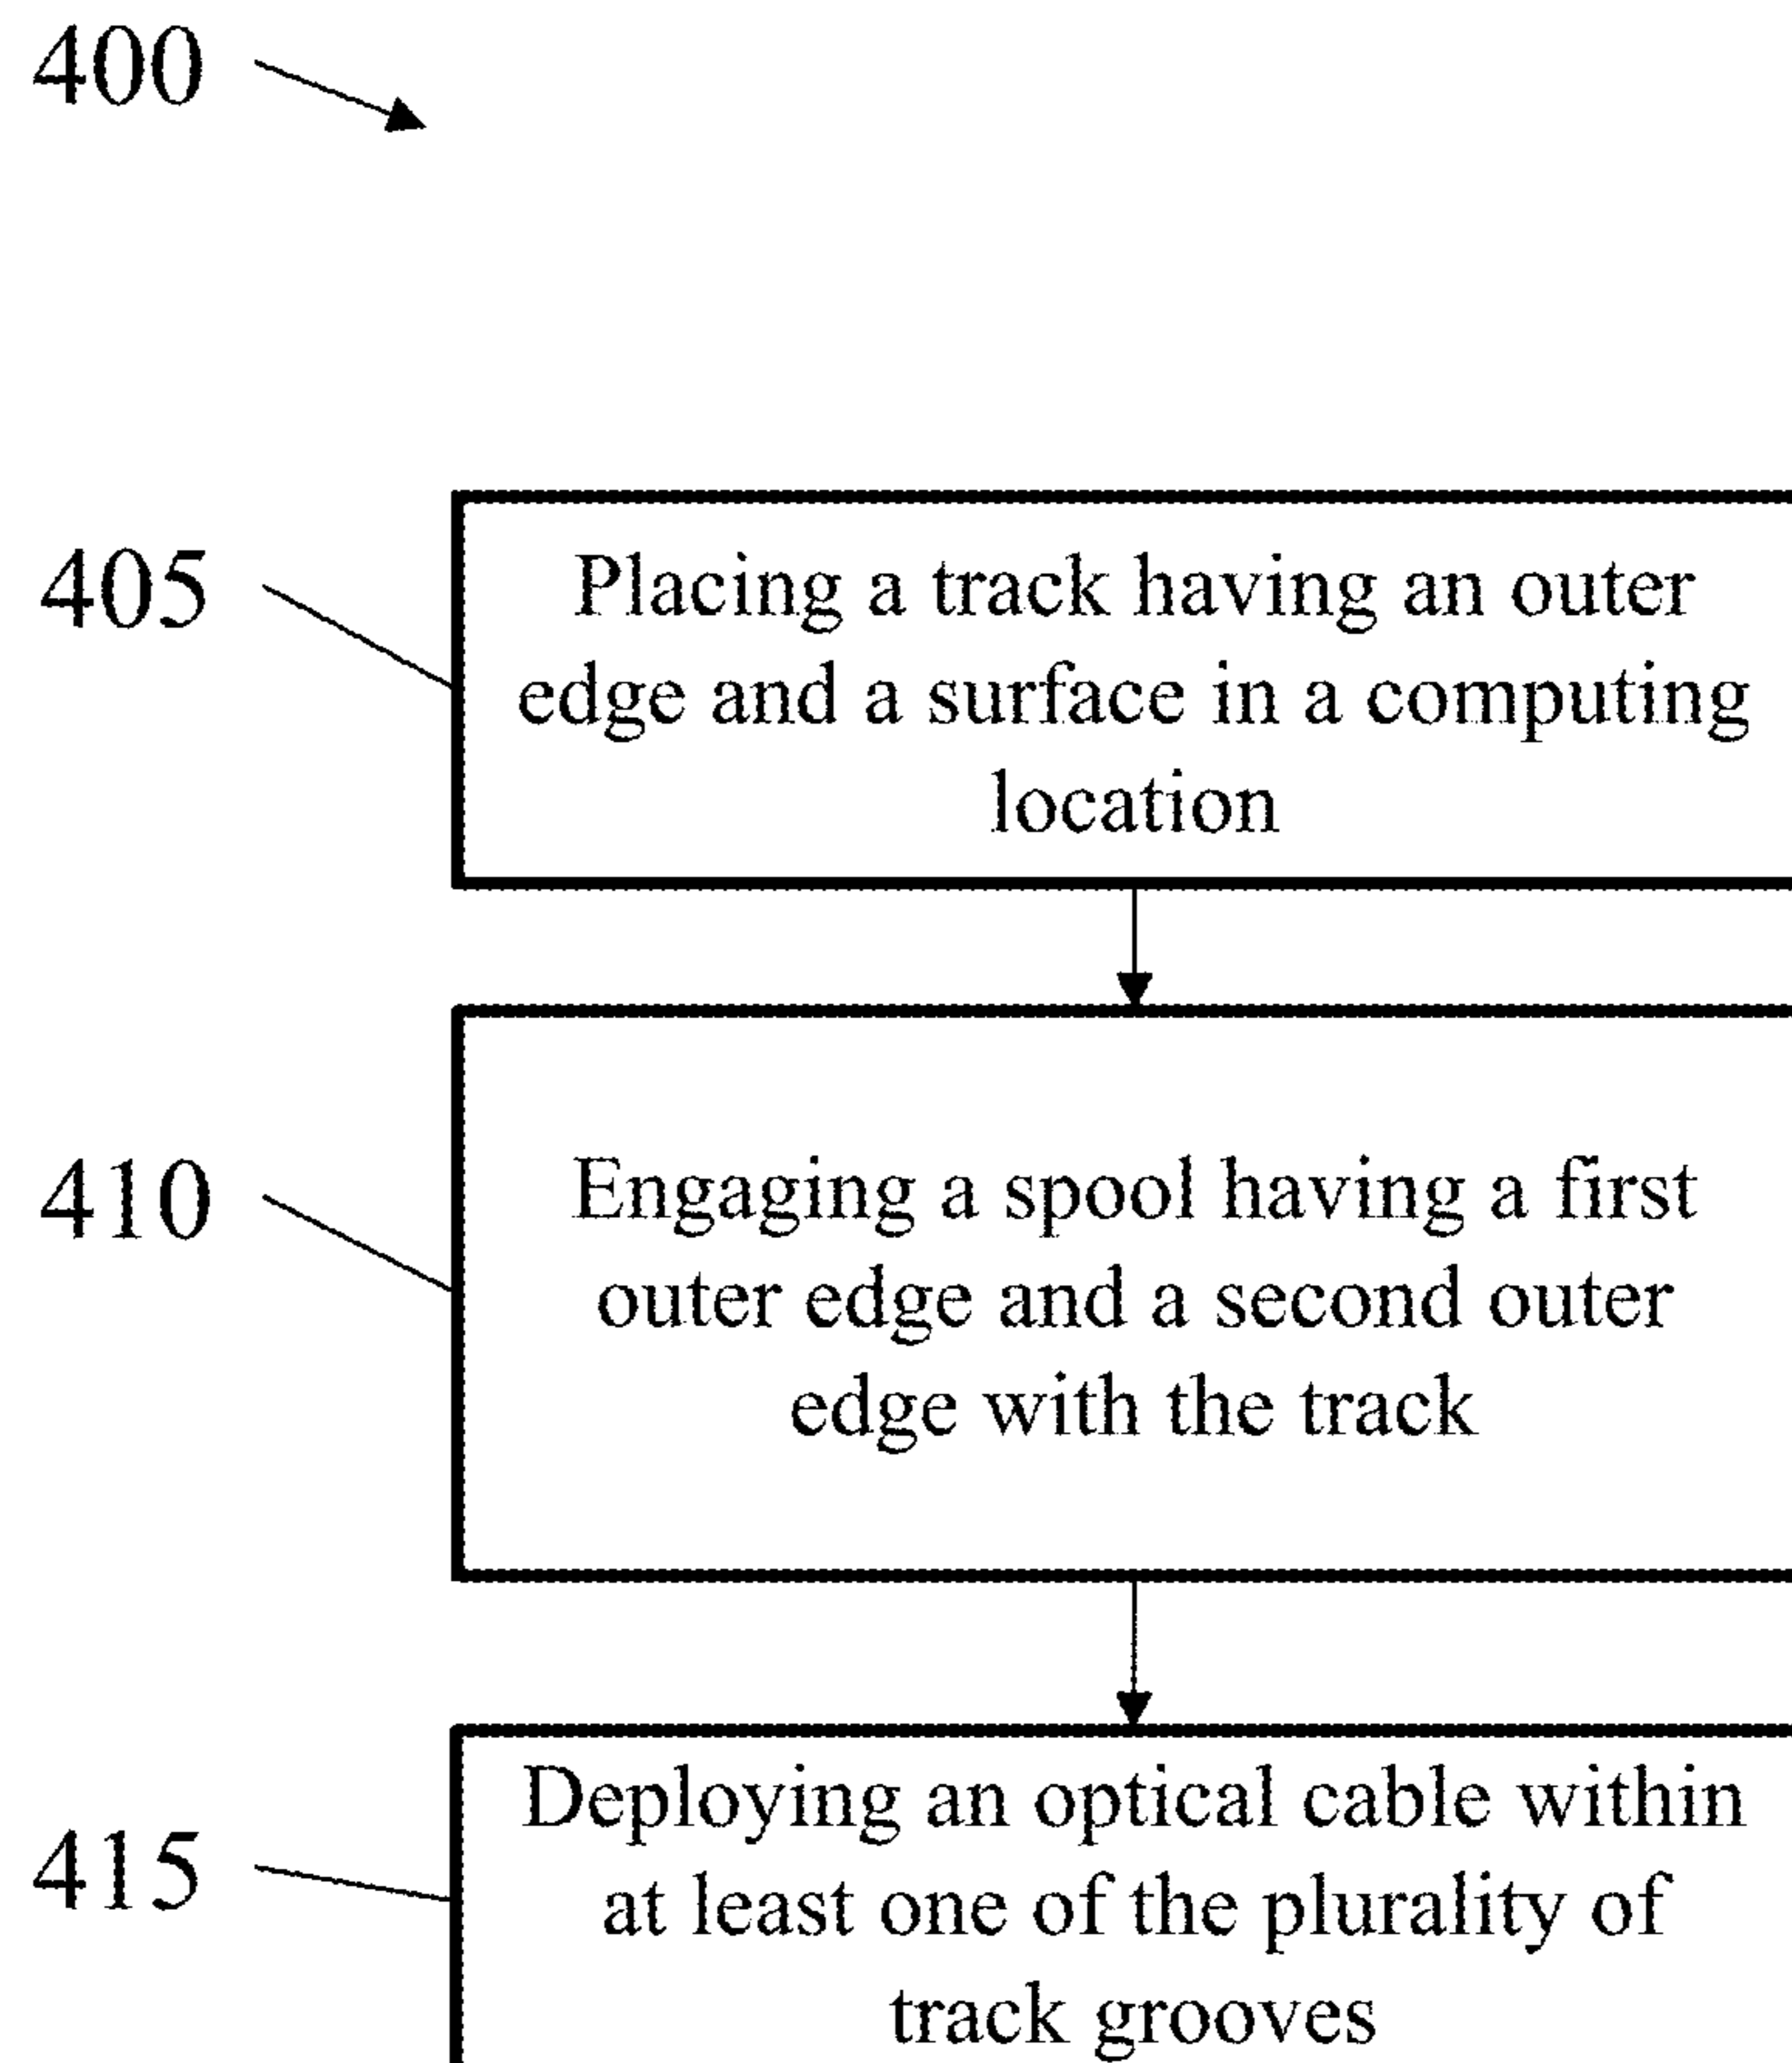 400
405
Placing a track having an outer
edge and a surface in a computing
location
410
Engaging a spool having a first
outer edge and a second outer
edge with the track
415
Deploying an optical cable within
at least one of the plurality of
track grooves